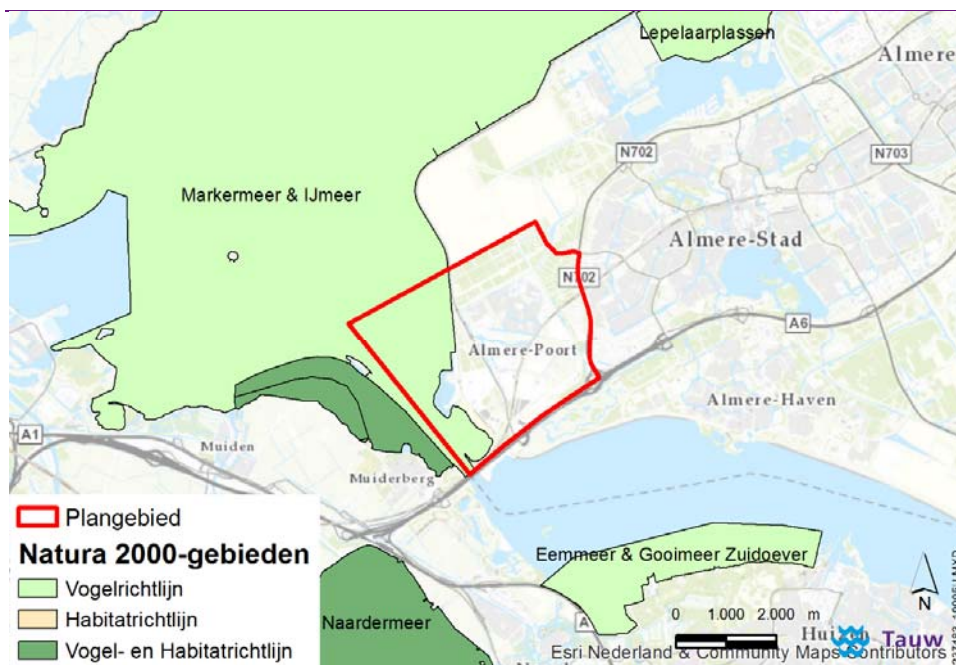 Lepelaarplassen
Almere
N702
N703
Markermeer & IJmeer
Almere-Stad
N702
A6
Almere-Poort
Almere-Haven
A1
Muiden
Muiderberg
Plangebied
Natura 2000-gebieden
Vogelrichtlijn
Habitatrichtlijn
Vogel- en Habitatrichtlijn
Eemmeer & Gooimeer Zuidoever
Naardermeer
A
0 1.000 2.000 m
N
Tauw
Esri Nederland & Community Maps Contributors